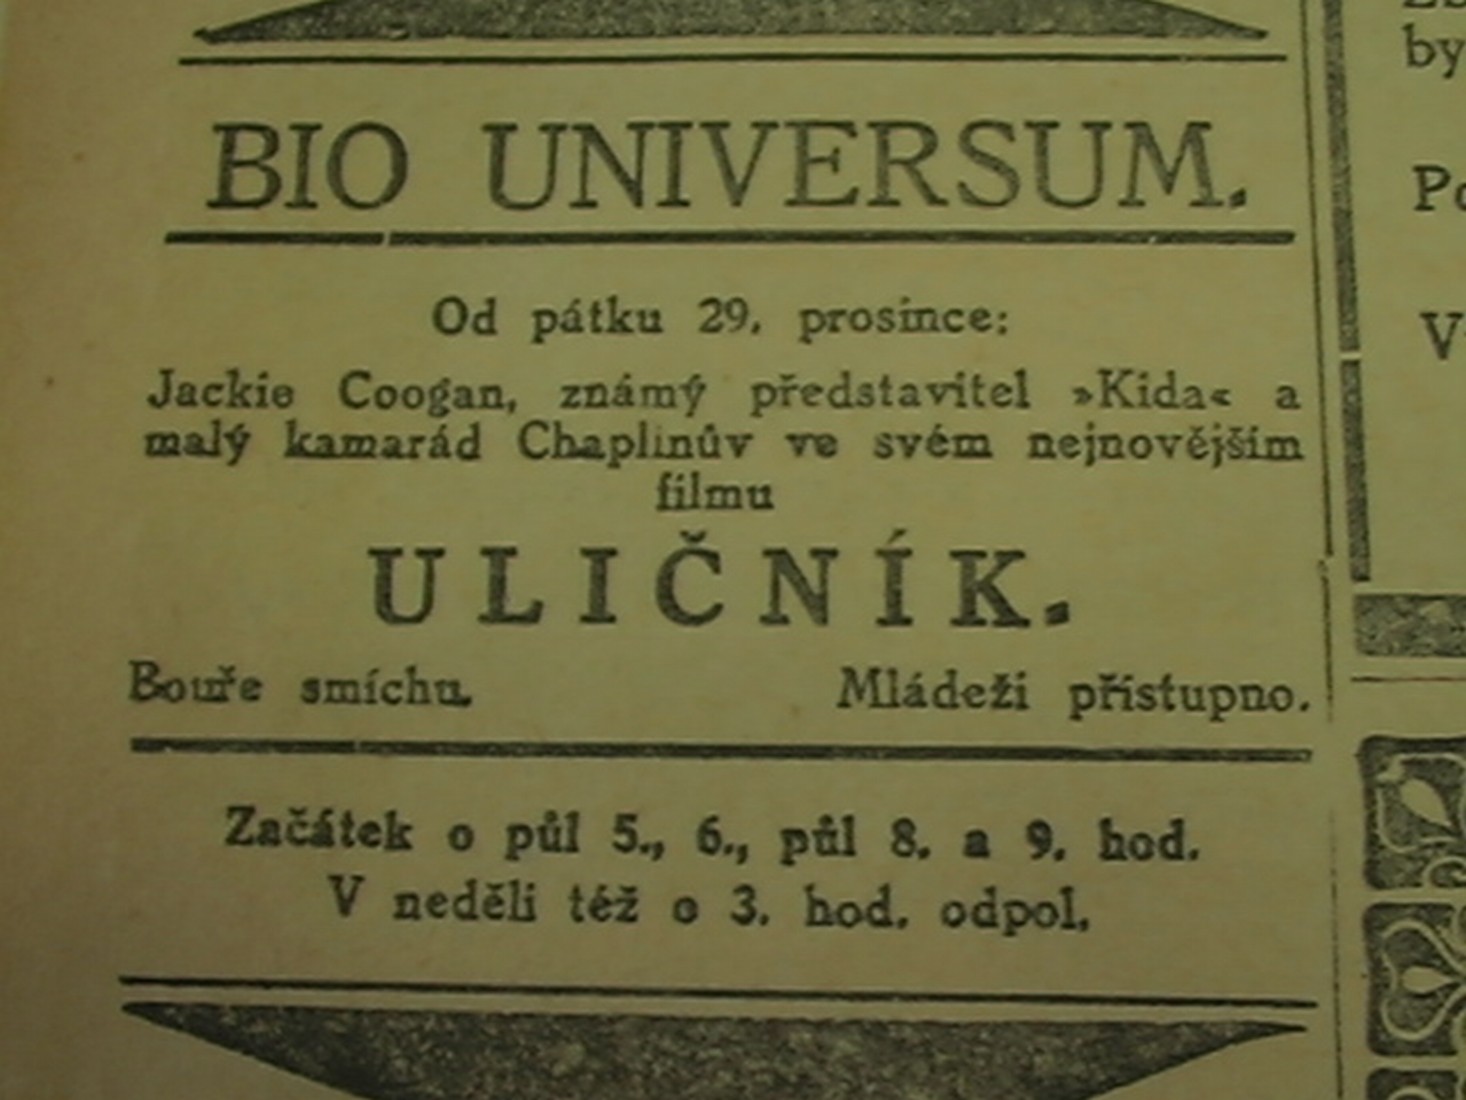 BIO UNIVERSUM.
Od pátku 29. prosince:
Jackie Coogan, známý představitel »Kida« a
malý kamarád Chaplinův ve svém nejnovějším
filmu
ULIČNÍK.
Bouře smíchu. Mládeži přístupno.
Začátek o půl 5., 6., půl 8. a 9. hod.
V neděli též o 3. hod. odpol.
by